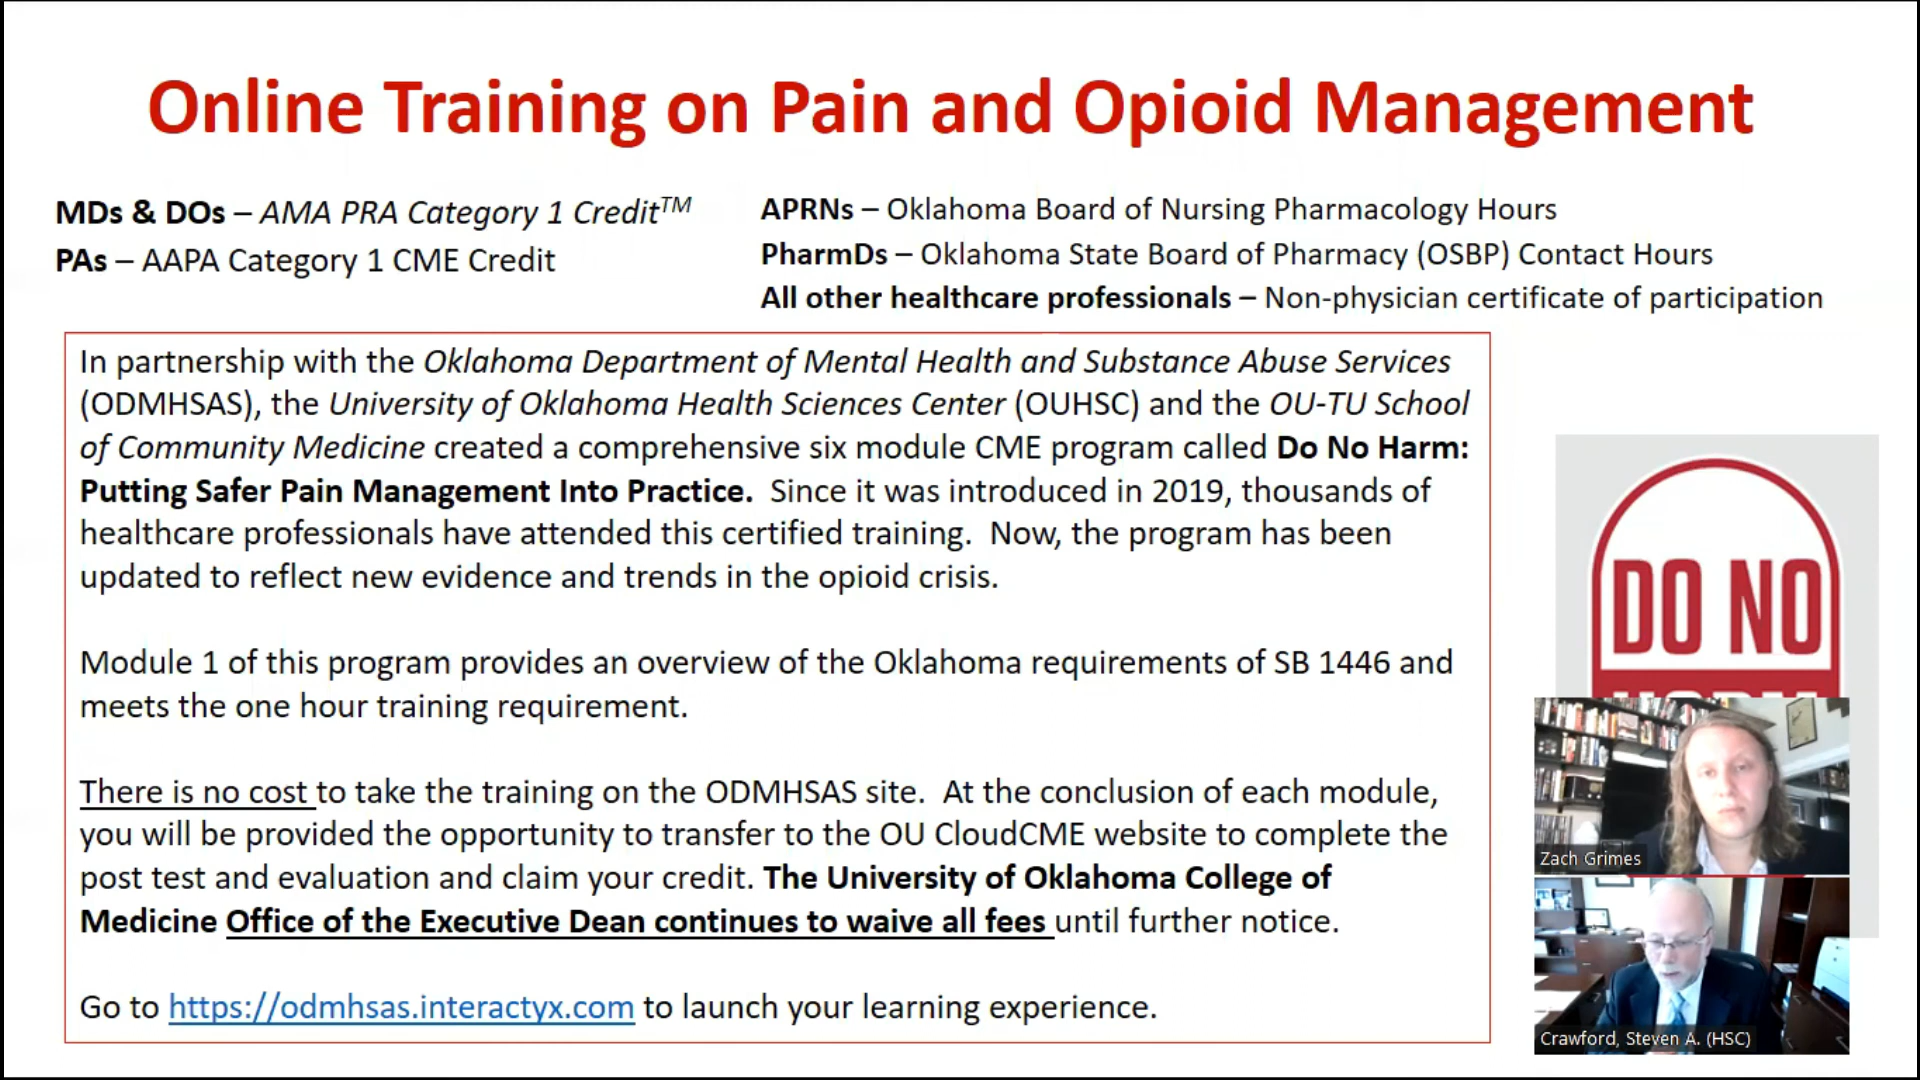 Online Training on Pain and Opioid Management
MDs & DOs – AMA PRA Category 1 Credit™
PAs – AAPA Category 1 CME Credit
APRNs – Oklahoma Board of Nursing Pharmacology Hours
PharmDs – Oklahoma State Board of Pharmacy (OSBP) Contact Hours
All other healthcare professionals – Non-physician certificate of participation
In partnership with the Oklahoma Department of Mental Health and Substance Abuse Services
(ODMHSAS), the University of Oklahoma Health Sciences Center (OUHSC) and the OU-TU School
of Community Medicine created a comprehensive six module CME program called Do No Harm:
Putting Safer Pain Management Into Practice. Since it was introduced in 2019, thousands of
healthcare professionals have attended this certified training. Now, the program has been
updated to reflect new evidence and trends in the opioid crisis.
Module 1 of this program provides an overview of the Oklahoma requirements of SB 1446 and
meets the one hour training requirement.
There is no cost to take the training on the ODMHSAS site. At the conclusion of each module,
you will be provided the opportunity to transfer to the OU CloudCME website to complete the
post test and evaluation and claim your credit. The University of Oklahoma College of
Medicine Office of the Executive Dean continues to waive all fees until further notice.
Go to https://odmhsas.interactyx.com to launch your learning experience.
DO NO
Zach Grimes
Crawford, Steven A. (HSC)